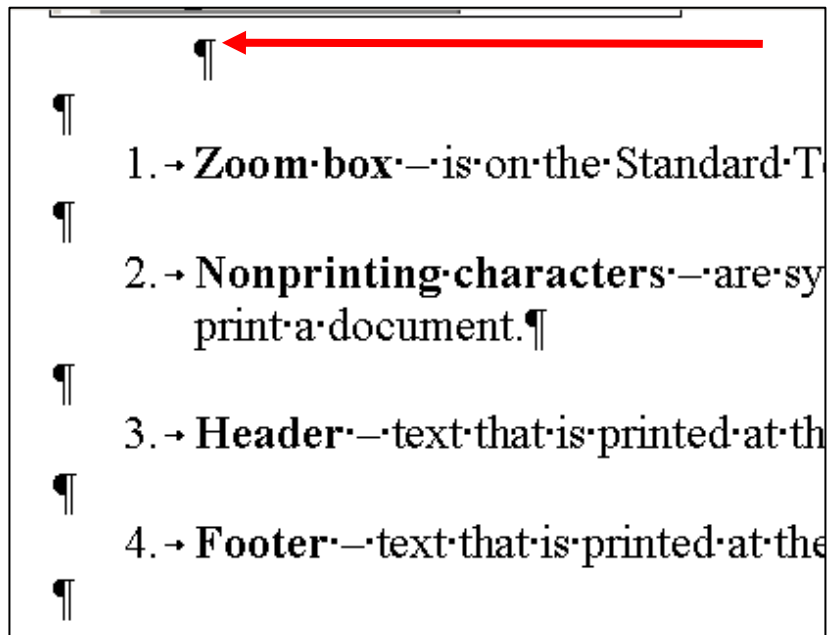 ¶
¶
1.→Zoom·box·–·is·on·the·Standard·T
¶
2.→Nonprinting·characters·–·are·sy
print·a·document.¶
¶
3.→Header·–·text·that·is·printed·at·th
¶
4.→Footer·–·text·that·is·printed·at·the
¶